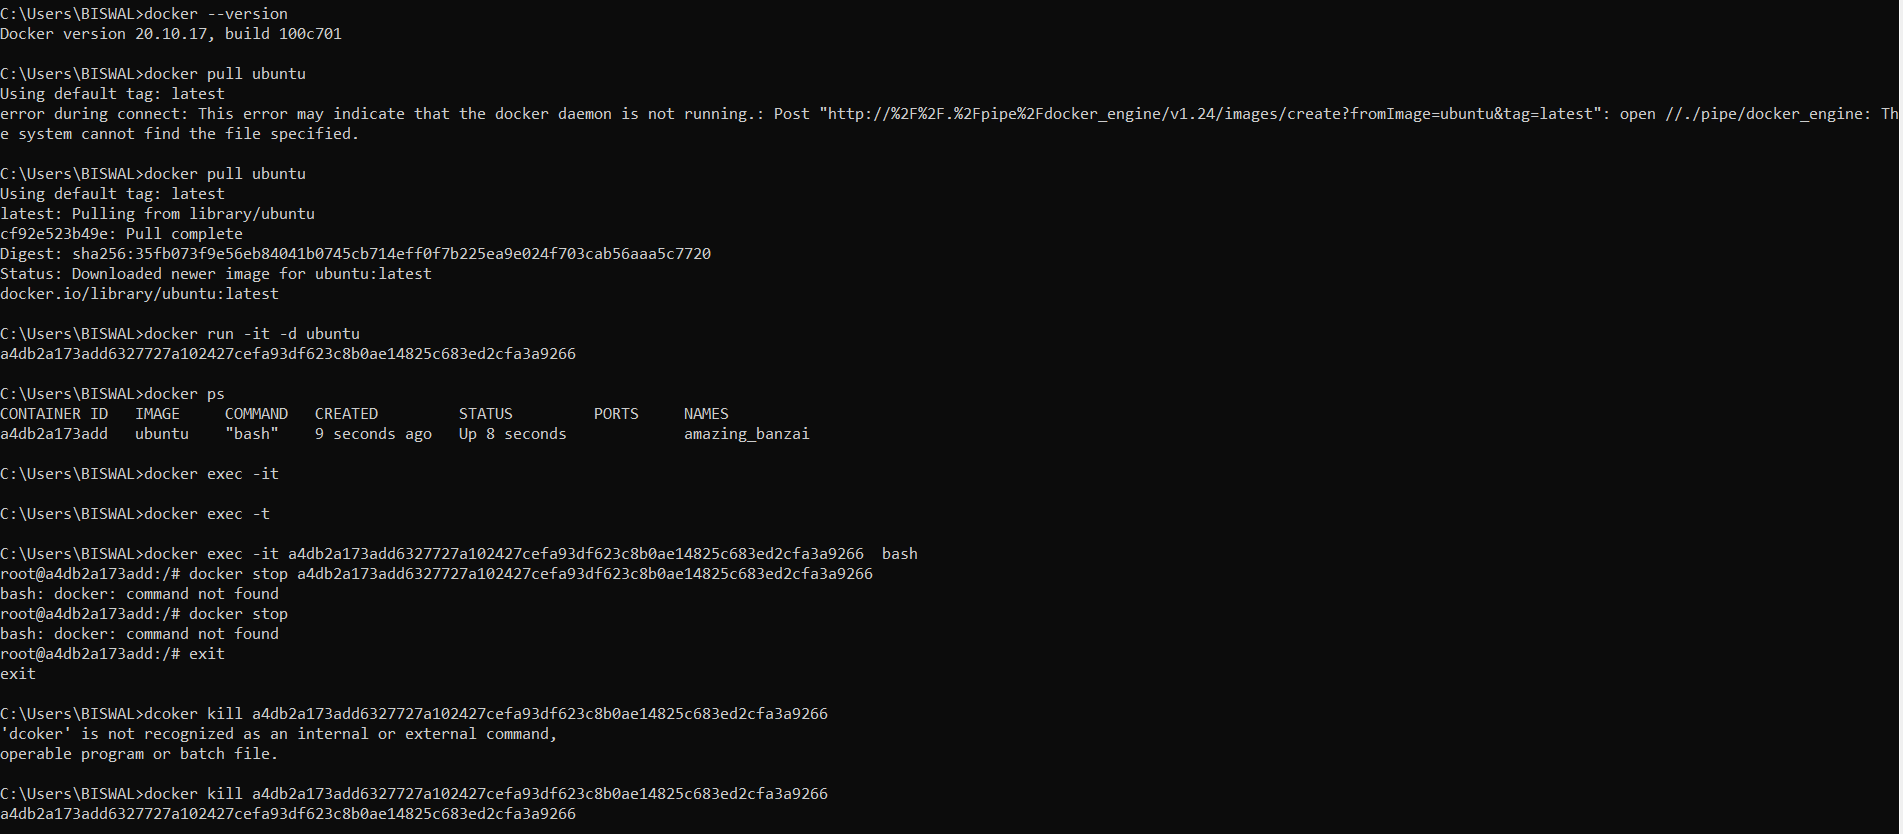 C:\Users\BISWAL>docker --version
Docker version 20.10.17, build 100c701
C:\Users\BISWAL>docker pull ubuntu
Using default tag: latest
error during connect: This error may indicate that the docker daemon is not running.: Post "http://%2F%2F.%2Fpipe%2Fdocker_engine/v1.24/images/create?fromImage=ubuntu&tag=latest": open //./pipe/docker_engine: Th
e system cannot find the file specified.
C:\Users\BISWAL>docker pull ubuntu
Using default tag: latest
latest: Pulling from library/ubuntu
cf92e523b49e: Pull complete
Digest: sha256:35fb073f9e56eb84041b0745cb714eff0f7b225ea9e024f703cab56aaa5c7720
Status: Downloaded newer image for ubuntu:latest
docker.io/library/ubuntu:latest
C:\Users\BISWAL>docker run -it -d ubuntu
a4db2a173add6327727a102427cefa93df623c8b0ae14825c683ed2cfa3a9266
C:\Users\BISWAL>docker ps
CONTAINER ID   IMAGE     COMMAND   CREATED         STATUS         PORTS     NAMES
a4db2a173add   ubuntu    "bash"    9 seconds ago   Up 8 seconds             amazing_banzai
C:\Users\BISWAL>docker exec -it
C:\Users\BISWAL>docker exec -t
C:\Users\BISWAL>docker exec -it a4db2a173add6327727a102427cefa93df623c8b0ae14825c683ed2cfa3a9266  bash
root@a4db2a173add:/# docker stop a4db2a173add6327727a102427cefa93df623c8b0ae14825c683ed2cfa3a9266
bash: docker: command not found
root@a4db2a173add:/# docker stop
bash: docker: command not found
root@a4db2a173add:/# exit
exit
C:\Users\BISWAL>dcoker kill a4db2a173add6327727a102427cefa93df623c8b0ae14825c683ed2cfa3a9266
'dcoker' is not recognized as an internal or external command,
operable program or batch file.
C:\Users\BISWAL>docker kill a4db2a173add6327727a102427cefa93df623c8b0ae14825c683ed2cfa3a9266
a4db2a173add6327727a102427cefa93df623c8b0ae14825c683ed2cfa3a9266